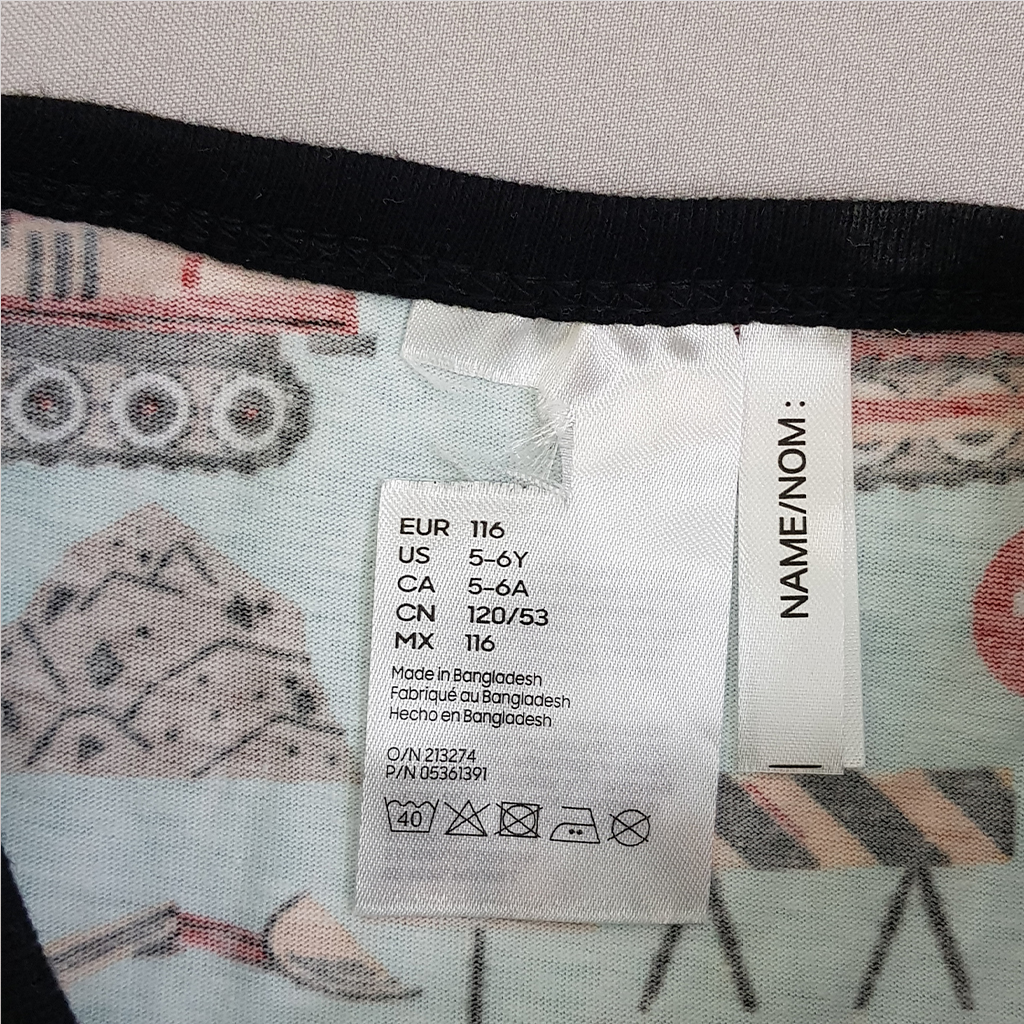 EUR 116
US 5-6Y
CA 5-6A
CN 120/53
MX 116
Made in Bangladesh
Fabriqué au Bangladesh
Hecho en Bangladesh
O/N 213274
P/N 05361391
40
NAME/NOM :